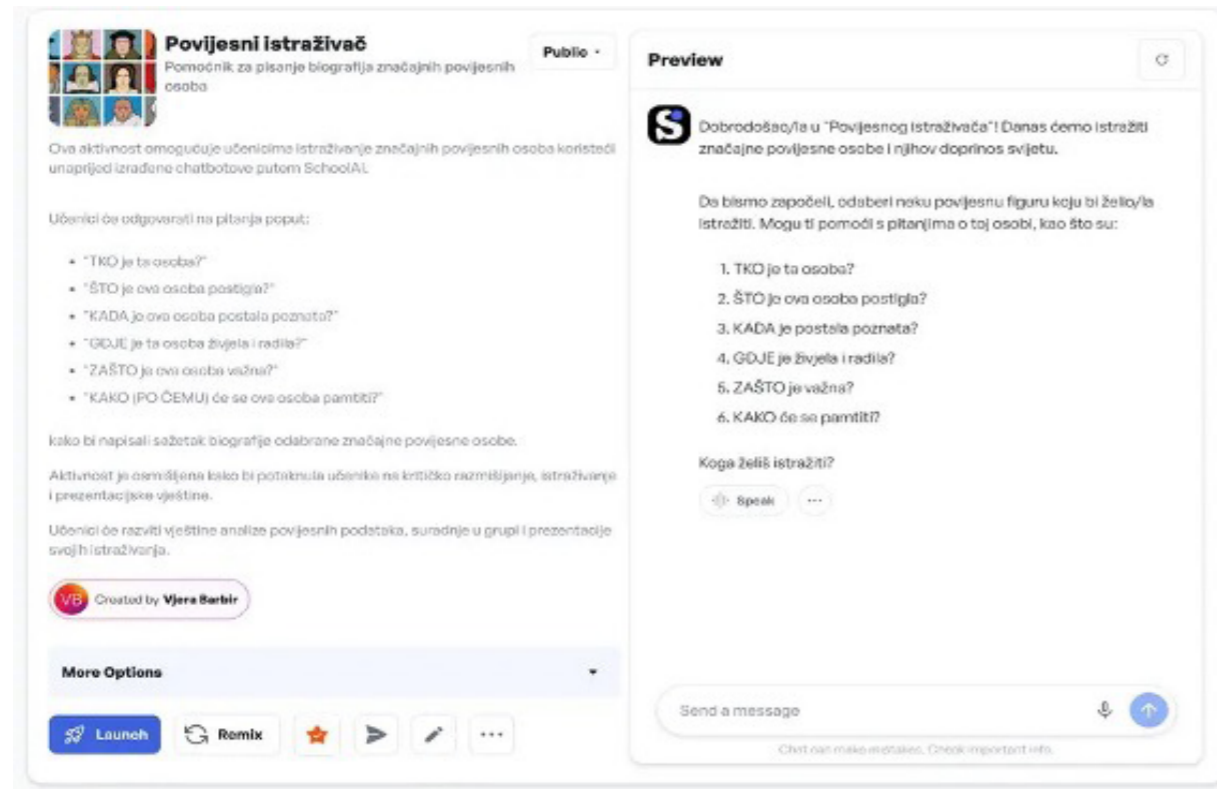 Povijesni istraživač
Pomoćnik za pisanje biografija značajnih povijesnih
osoba
Public
Ova aktivnost omogućuje učenicima istraživanje značajnih povijesnih osoba koristeći
unaprijed izrađene chatbotove putem SchoolAI.
Učenici će odgovarati na pitanja poput:
• "TKO je ta osoba?"
• "ŠTO je ova osoba postigla?"
• "KADA je ova osoba postala poznata?"
• "GDJE je ta osoba živjela i radila?"
• "ZAŠTO je ova osoba važna?"
• "KAKO (PO ČEMU) će se ova osoba pamtiti?"
kako bi napisali sažetak biografije odabrane značajne povijesne osobe.
Aktivnost je osmišljena kako bi potaknula učenike na kritičko razmišljanje, istraživanje
i prezentacijske vještine.
Učenici će razviti vještine analize povijesnih podataka, suradnje u grupi i prezentacije
svojih istraživanja.
VB Created by Vjera Barbir
More Options
Launch Remix
Preview
S
Dobrodošao/la u "Povijesnog istraživača"! Danas ćemo istražiti
značajne povijesne osobe i njihov doprinos svijetu.
Da bismo započeli, odaberi neku povijesnu figuru koju bi želio/la
istražiti. Mogu ti pomoći s pitanjima o toj osobi, kao što su:
1. TKO je ta osoba?
2. ŠTO je ova osoba postigla?
3. KADA je postala poznata?
4. GDJE je živjela i radila?
5. ZAŠTO je važna?
6. KAKO će se pamtiti?
Koga želiš istražiti?
Speak
Send a message
Chat can make mistakes. Check important info.